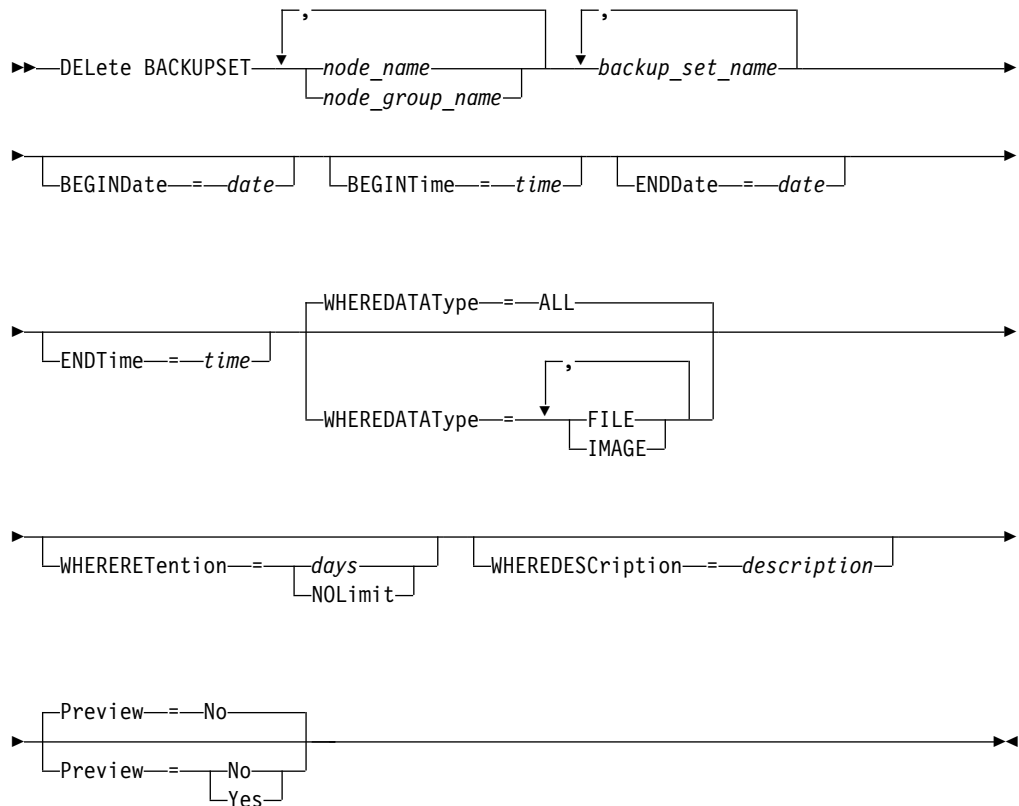 , ,
DELete BACKUPSET node_name backup_set_name
node_group_name
BEGINDate = date BEGINTime = time ENDDate = date
WHEREDATAType = ALL
ENDTime = time
,
WHEREDATAType = FILE
IMAGE
WHERERETention = days WHEREDESCription = description
NOLimit
Preview = No
Preview = No
Yes